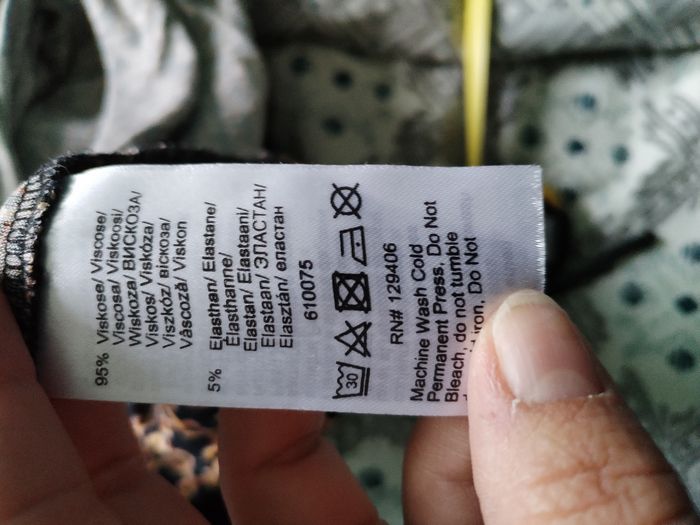 95% Viskose/ Viscose/
Viscosa/ Viskoosi/
Wiskoza/ ВИСКОЗА/
Viskos/ Viskóza/
Viszkóz/ віскоза/
Vâscoză/ Viskon
5% Elasthan/ Elastane/
Élasthanne/
Elastan/ Elastaani/
Elastaan/ ЭЛАСТАН/
Elasztán/ еластан
610075
30
RN# 129406
Machine Wash Cold
Permanent Press, Do Not
Bleach, do not tumble
iron, Do Not